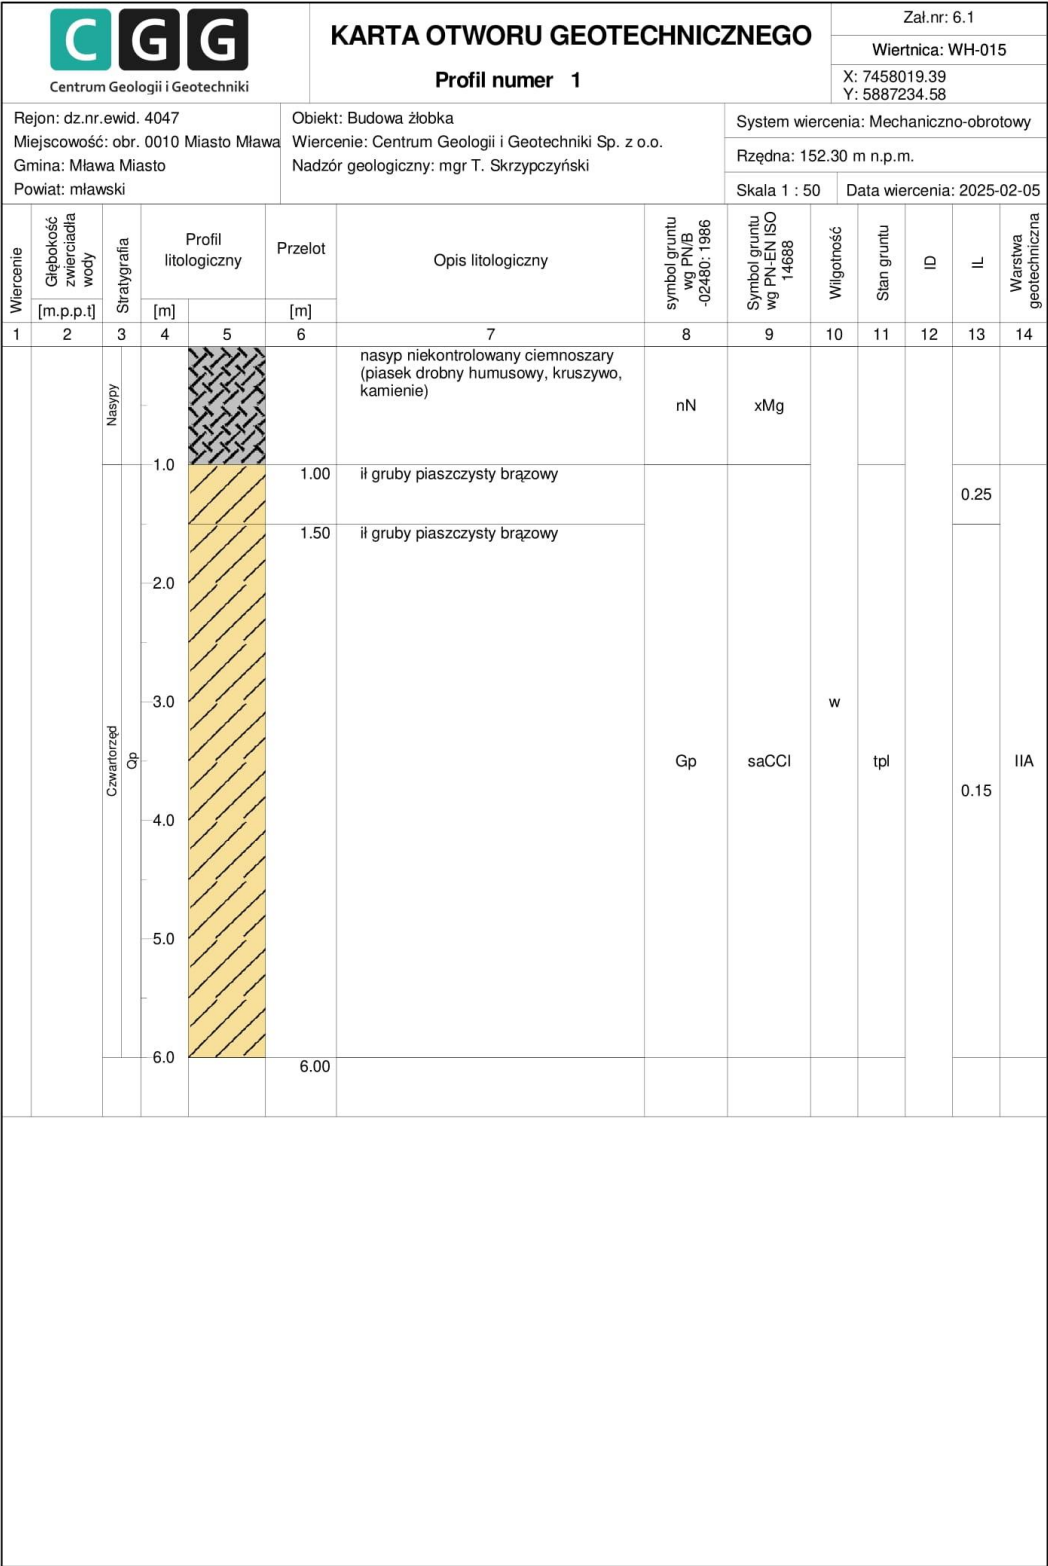 CGG
Centrum Geologii i Geotechniki
KARTA OTWORU GEOTECHNICZNEGO
Profil numer 1
Zał.nr: 6.1
Wiertnica: WH-015
X: 7458019.39
Y: 5887234.58
Rejon: dz.nr.ewid. 4047
Miejscowość: obr. 0010 Miasto Mława
Gmina: Mława Miasto
Powiat: mławski
Obiekt: Budowa żłobka
Wiercenie: Centrum Geologii i Geotechniki Sp. z o.o.
Nadzór geologiczny: mgr T. Skrzypczyński
System wiercenia: Mechaniczno-obrotowy
Rzędna: 152.30 m n.p.m.
Skala 1 : 50 Data wiercenia: 2025-02-05
Wiercenie
Głębokość
zwierciadła
wody
[m.p.p.t]
Stratygrafia
Profil
litologiczny
[m]
Przelot
[m]
Opis litologiczny
symbol gruntu
wg PN/B
-02480: 1986
Symbol gruntu
wg PN-EN ISO
14688
Wilgotność
Stan gruntu
ID
IL
Warstwa
geotechniczna
1 2 3 4 5 6 7 8 9 10 11 12 13 14
Nasypy
nasyp niekontrolowany ciemnoszary
(piasek drobny humusowy, kruszywo,
kamienie)
nN xMg
1.0
1.00 ił gruby piaszczysty brązowy
0.25
1.50 ił gruby piaszczysty brązowy
2.0
3.0
w
Czwartorzęd
Qp
Gp saCCl tpl IIA
0.15
4.0
5.0
6.0
6.00